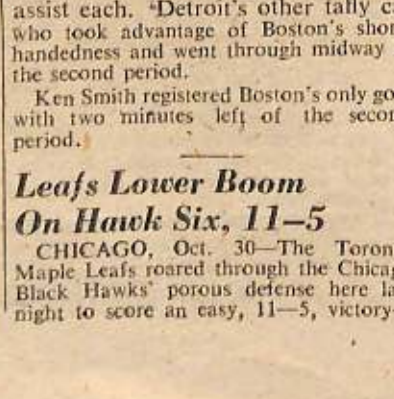 assist each. "Detroit's other tally c
who took advantage of Boston's shor
handedness and went through midway
the second period.
Ken Smith registered Boston's only go
with two minutes left of the secor
period.
Leafs Lower Boom
On Hawk Six, 11–5
CHICAGO, Oct. 30—The Toron
Maple Leafs roared through the Chicag
Black Hawks' porous defense here la
night to score an easy, 11—5, victory